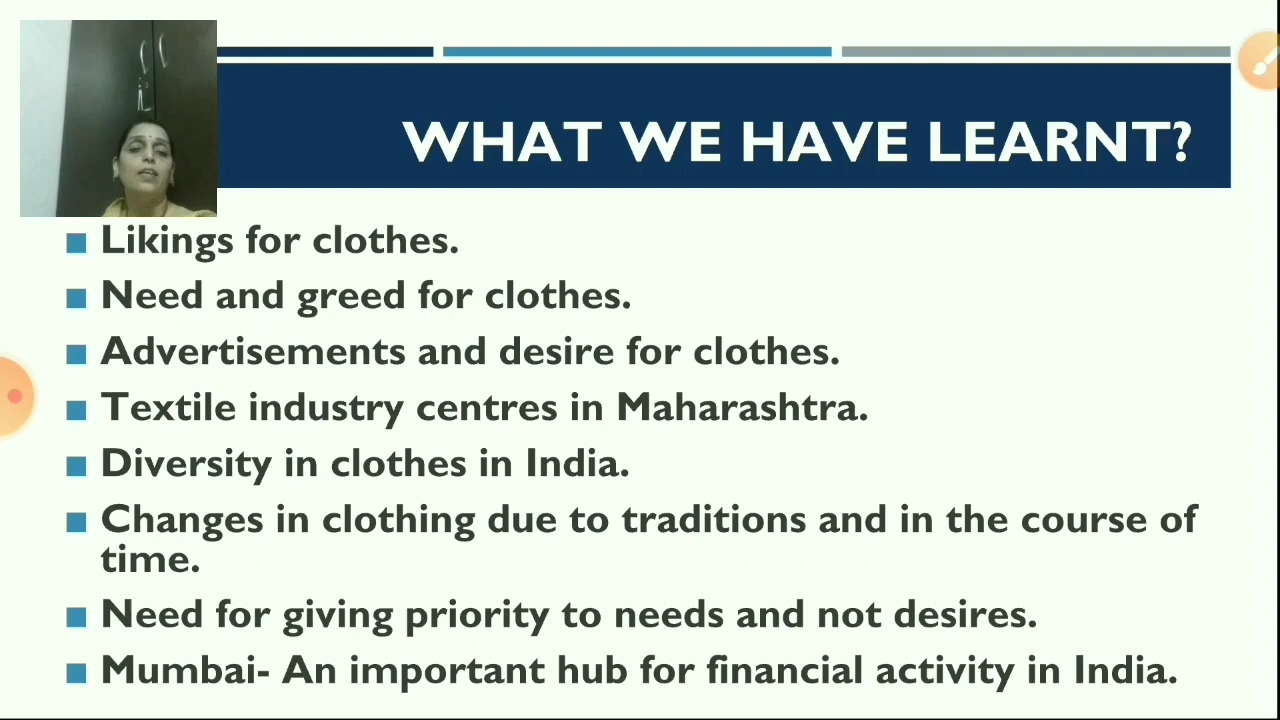 WHAT WE HAVE LEARNT?
Likings for clothes.
Need and greed for clothes.
Advertisements and desire for clothes.
Textile industry centres in Maharashtra.
Diversity in clothes in India.
Changes in clothing due to traditions and in the course of
time.
Need for giving priority to needs and not desires.
Mumbai- An important hub for financial activity in India.